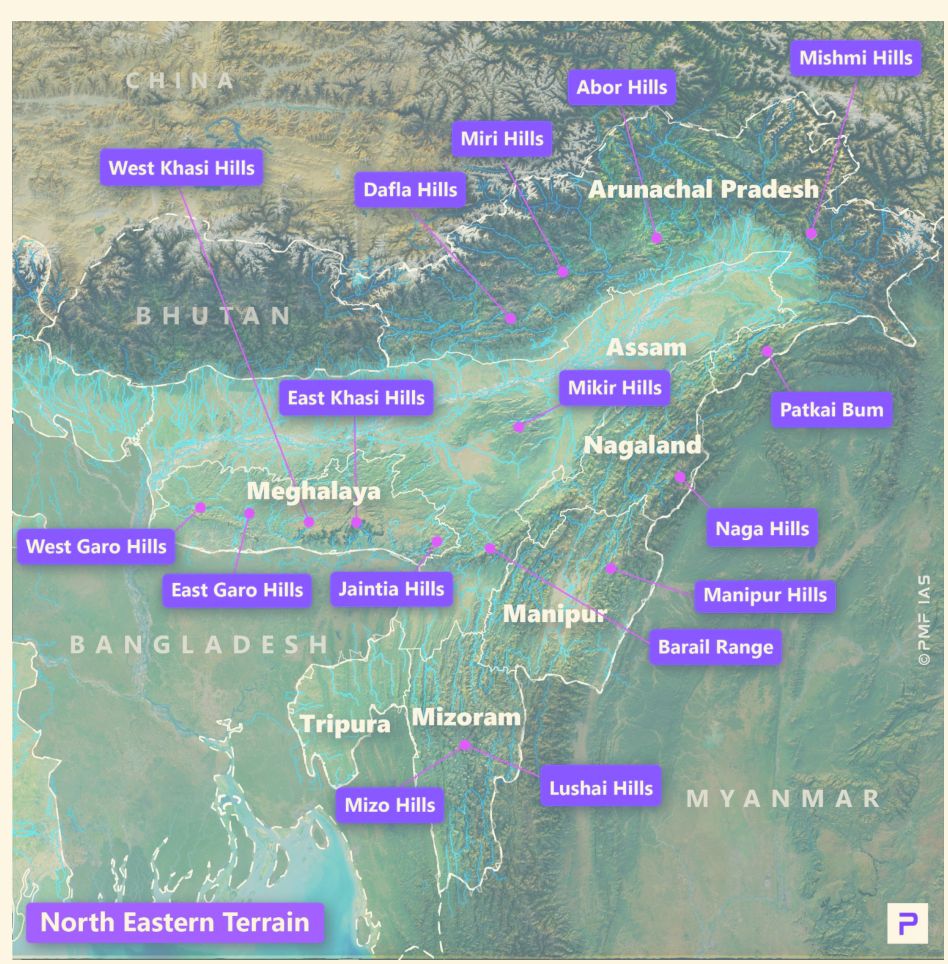 Mishmi Hills
CHINA
Abor Hills
Miri Hills
West Khasi Hills
Dafla Hills
Arunachal Pradesh
BHUTAN
Assam
East Khasi Hills
Mikir Hills
Patkai Bum
Nagaland
Meghalaya
West Garo Hills
Naga Hills
East Garo Hills
Jaintia Hills
Manipur Hills
Manipur
BANGLADESH
Barail Range
© PMF IAS
Tripura
Mizoram
Mizo Hills
Lushai Hills
MYANMAR
North Eastern Terrain
P